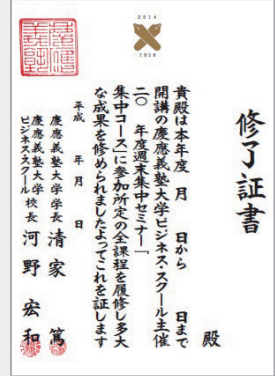 修了証書
殿
貴殿は本年度 月 日から 日まで
開講の慶應義塾大学ビジネス・スクール主催
二〇 年度週末集中セミナー「
集中コース」に参加所定の全課程を履修し多大
な成果を修められましたよってこれを証します
平成 年 月 日
慶應義塾大学学長 清家 篤
慶應義塾大学
ビジネススクール校長 河野 宏和
2014
1858